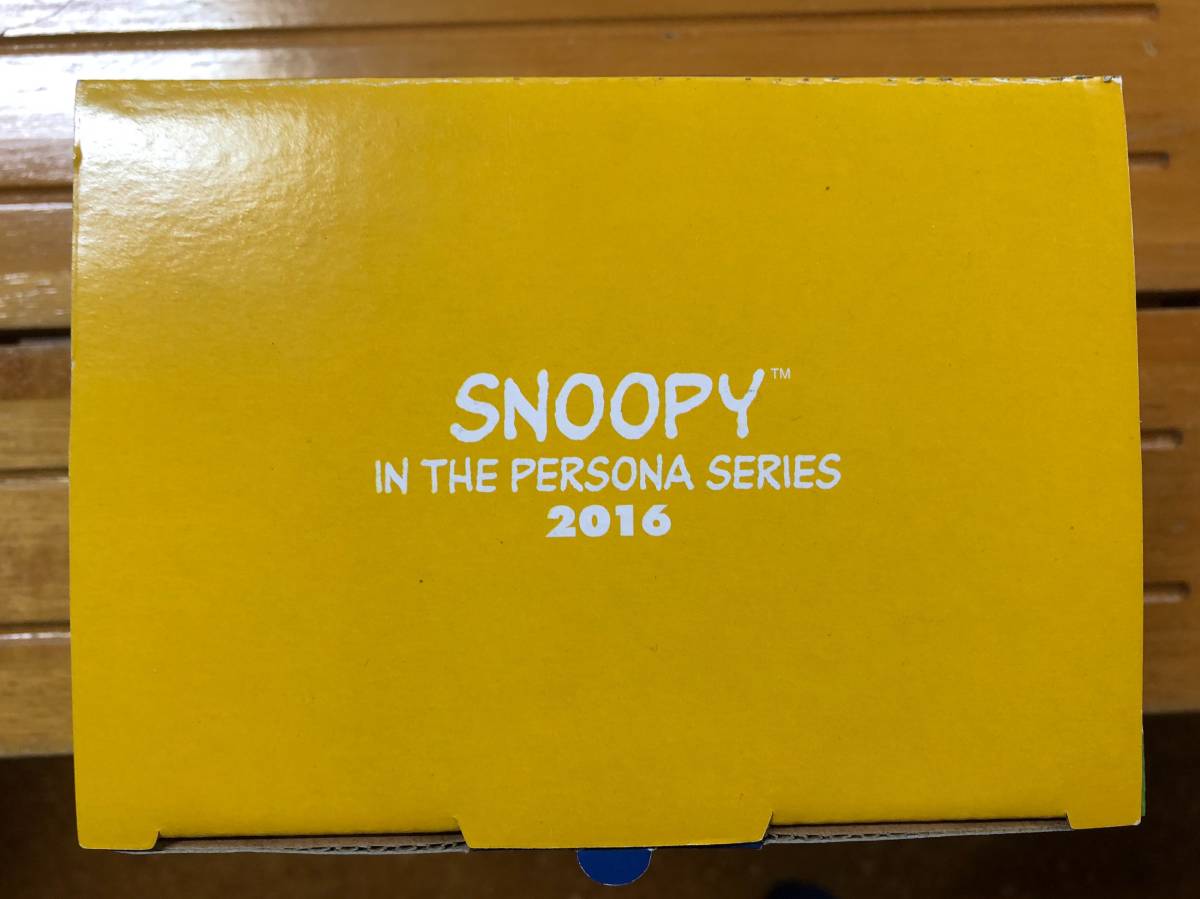 SNOOPY™
IN THE PERSONA SERIES
2016